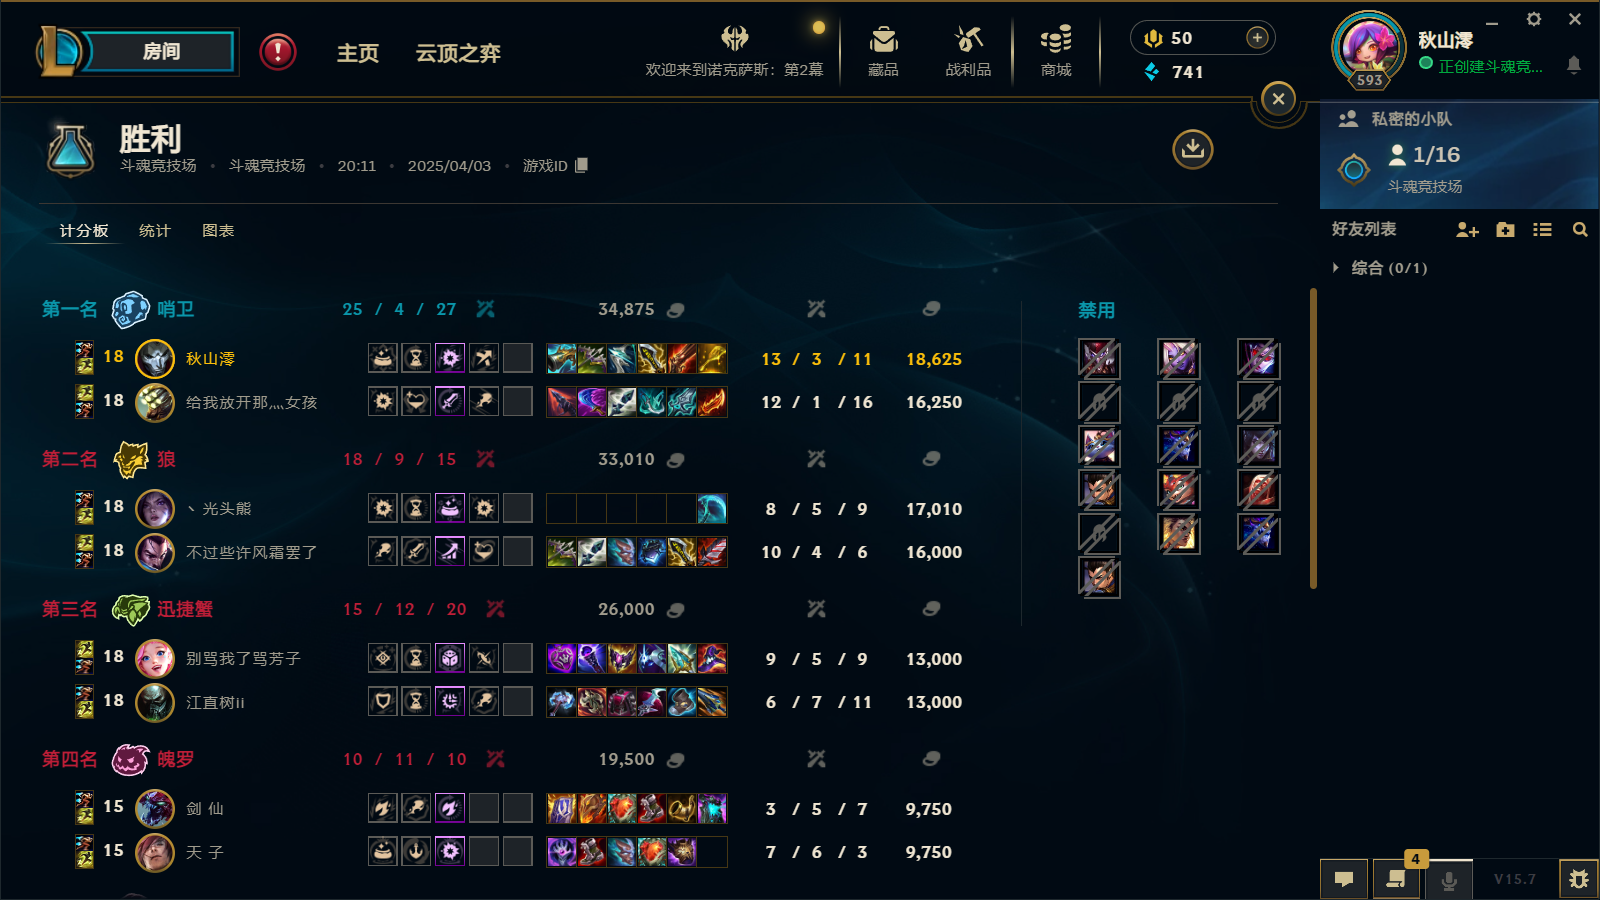 房间
主页
云顶之弈
欢迎来到诺克萨斯：第2幕
藏品
战利品
商城
50
741
593
秋山澪
正创建斗魂竞...
胜利
斗魂竞技场 • 斗魂竞技场 • 20:11 • 2025/04/03 • 游戏ID
私密的小队
1/16
斗魂竞技场
计分板 统计 图表
好友列表
综合 (0/1)
第一名 哨卫 25 / 4 / 27 34,875
18 秋山澪 13 / 3 / 11 18,625
18 给我放开那灬女孩 12 / 1 / 16 16,250
第二名 狼 18 / 9 / 15 33,010
18 丶光头熊 8 / 5 / 9 17,010
18 不过些许风霜罢了 10 / 4 / 6 16,000
第三名 迅捷蟹 15 / 12 / 20 26,000
18 别骂我了骂芳子 9 / 5 / 9 13,000
18 江直树ii 6 / 7 / 11 13,000
第四名 魄罗 10 / 11 / 10 19,500
15 剑 仙 3 / 5 / 7 9,750
15 天 子 7 / 6 / 3 9,750
禁用
4
V15.7